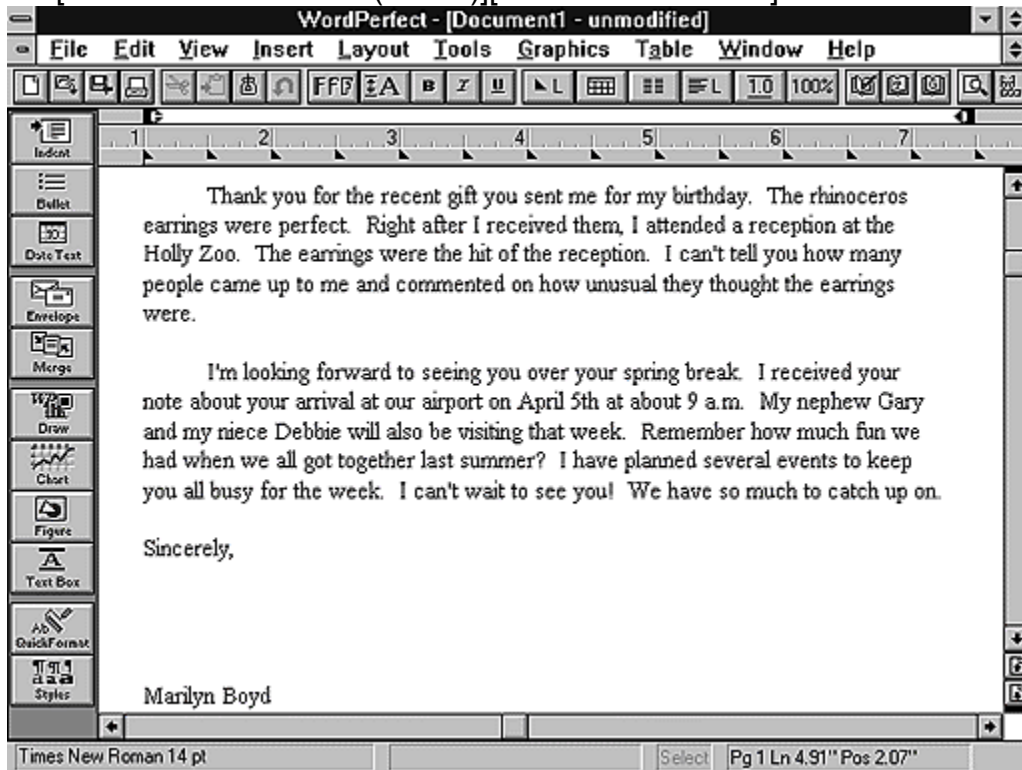 WordPerfect - [Document1 - unmodified]
File Edit View Insert Layout Tools Graphics Table Window Help
B I U L L 1.0 100%
1 2 3 4 5 6 7
Indent
Bullet
Date Text
Envelope
Merge
Draw
Chart
Figure
A
Text Box
QuickFormat
Styles
Thank you for the recent gift you sent me for my birthday. The rhinoceros
earrings were perfect. Right after I received them, I attended a reception at the
Holly Zoo. The earrings were the hit of the reception. I can't tell you how many
people came up to me and commented on how unusual they thought the earrings
were.
I'm looking forward to seeing you over your spring break. I received your
note about your arrival at our airport on April 5th at about 9 a.m. My nephew Gary
and my niece Debbie will also be visiting that week. Remember how much fun we
had when we all got together last summer? I have planned several events to keep
you all busy for the week. I can't wait to see you! We have so much to catch up on.
Sincerely,
Marilyn Boyd
Times New Roman 14 pt Select Pg 1 Ln 4.91" Pos 2.07"